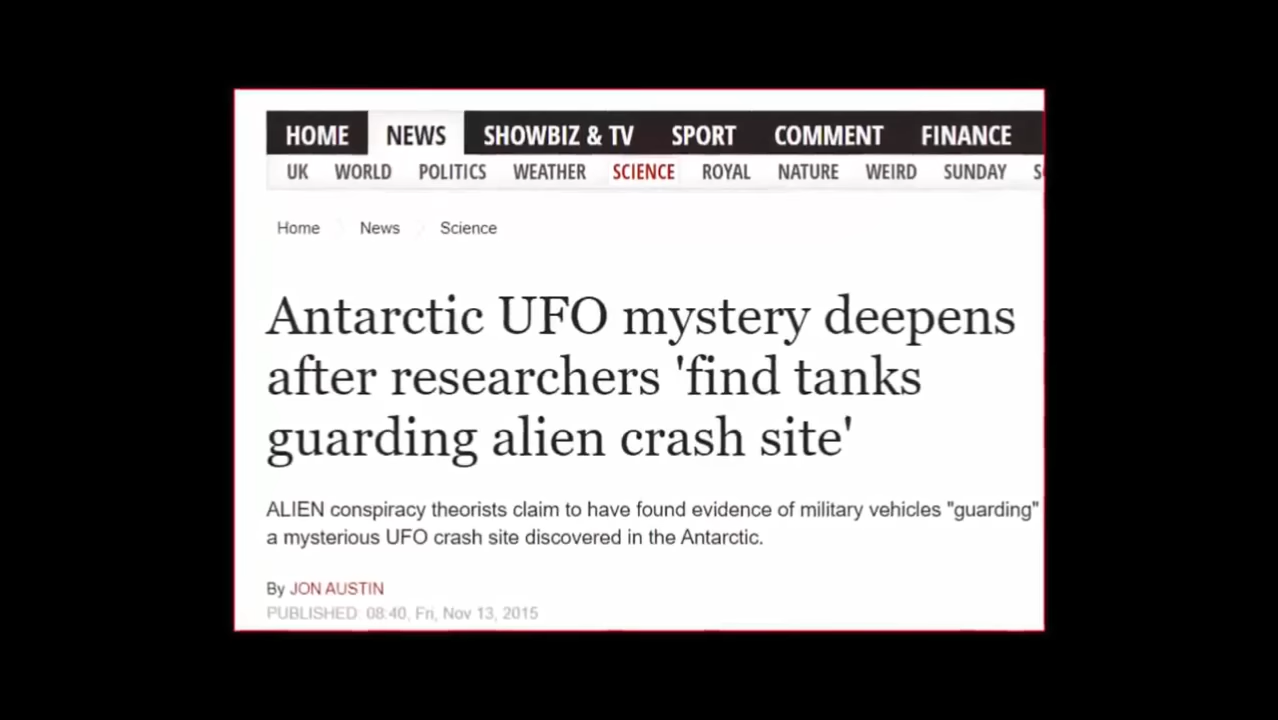 HOME NEWS SHOWBIZ & TV SPORT COMMENT FINANCE
UK WORLD POLITICS WEATHER SCIENCE ROYAL NATURE WEIRD SUNDAY
Home News Science
Antarctic UFO mystery deepens
after researchers 'find tanks
guarding alien crash site'
ALIEN conspiracy theorists claim to have found evidence of military vehicles "guarding"
a mysterious UFO crash site discovered in the Antarctic.
By JON AUSTIN
PUBLISHED: 08:40, Fri, Nov 13, 2015